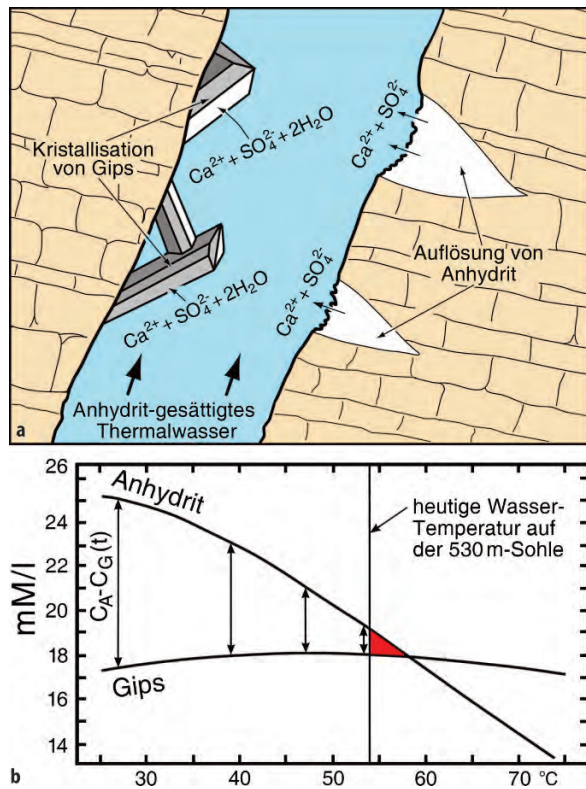 Kristallisation
von Gips
Ca²⁺+ SO₄²⁻+ 2H₂O
Ca²⁺+ SO₄²⁻
Auflösung von
Anhydrit
Ca²⁺+ SO₄²⁻+ 2H₂O
Ca²⁺+ SO₄²⁻
Anhydrit-gesättigtes
Thermalwasser
a
26
24
22
20
18
16
14
mM/l
Anhydrit
C_A-C_G(t)
Gips
heutige Wasser-
Temperatur auf
der 530 m-Sohle
30 40 50 60 70 °C
b